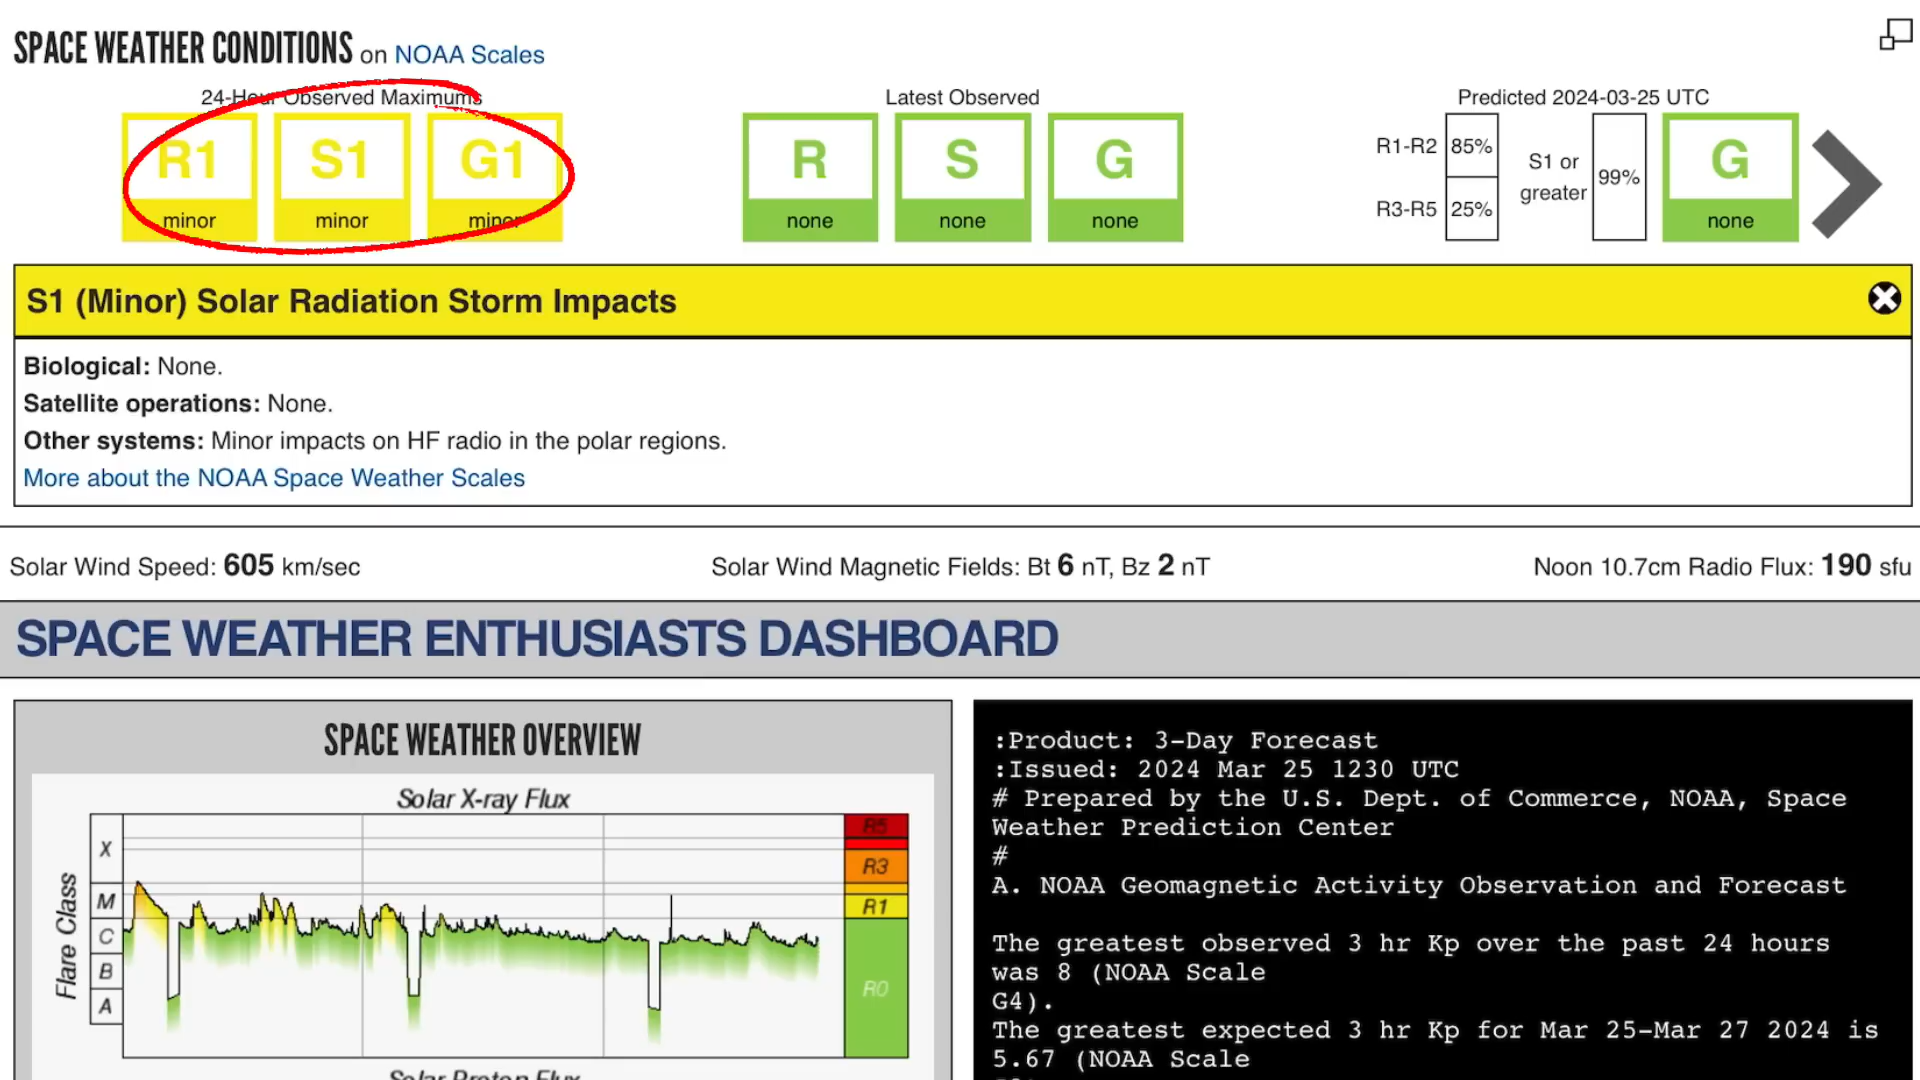 SPACE WEATHER CONDITIONS on NOAA Scales
24-Hour Observed Maximums
R1
minor
S1
minor
G1
minor
Latest Observed
R
none
S
none
G
none
Predicted 2024-03-25 UTC
R1-R2 85%
R3-R5 25%
S1 or
greater
99%
G
none
S1 (Minor) Solar Radiation Storm Impacts
Biological: None.
Satellite operations: None.
Other systems: Minor impacts on HF radio in the polar regions.
More about the NOAA Space Weather Scales
Solar Wind Speed: 605 km/sec
Solar Wind Magnetic Fields: Bt 6 nT, Bz 2 nT
Noon 10.7cm Radio Flux: 190 sfu
SPACE WEATHER ENTHUSIASTS DASHBOARD
SPACE WEATHER OVERVIEW
Solar X-ray Flux
Flare Class
X
M
C
B
A
R5
R3
R1
R0
Solar Proton Flux
:Product: 3-Day Forecast
:Issued: 2024 Mar 25 1230 UTC
# Prepared by the U.S. Dept. of Commerce, NOAA, Space
Weather Prediction Center
#
A. NOAA Geomagnetic Activity Observation and Forecast
The greatest observed 3 hr Kp over the past 24 hours
was 8 (NOAA Scale
G4).
The greatest expected 3 hr Kp for Mar 25-Mar 27 2024 is
5.67 (NOAA Scale